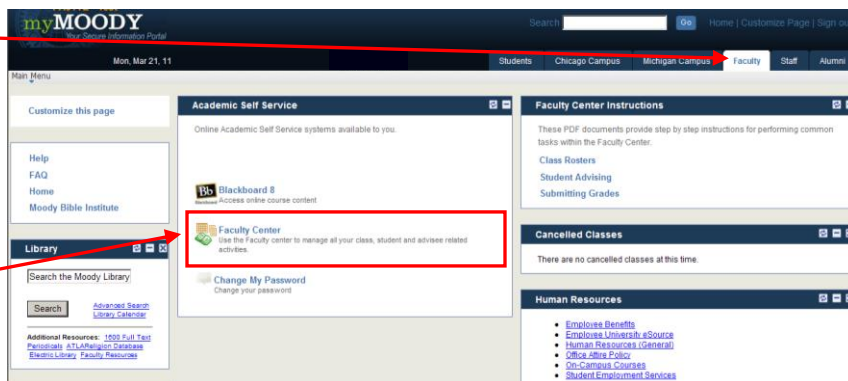 myMOODY
Your Secure Information Portal
Search
Go
Home | Customize Page | Sign ou
Mon, Mar 21, 11
Students
Chicago Campus
Michigan Campus
Faculty
Staff
Alumni
Main Menu
Customize this page
Help
FAQ
Home
Moody Bible Institute
Library
Search the Moody Library
Search
Advanced Search
Library Calendar
Additional Resources: 1600 Full Text
Periodicals ATLAReligion Database
Electric Library Faculty Resources
Academic Self Service
Online Academic Self Service systems available to you.
Bb
Blackboard 8
Access online course content
Faculty Center
Use the Faculty center to manage all your class, student and advisee related
activities.
Change My Password
Change your password
Faculty Center Instructions
These PDF documents provide step by step instructions for performing common
tasks within the Faculty Center.
Class Rosters
Student Advising
Submitting Grades
Cancelled Classes
There are no cancelled classes at this time.
Human Resources
Employee Benefits
Employee University eSource
Human Resources (General)
Office Attire Policy
On-Campus Courses
Student Employment Services